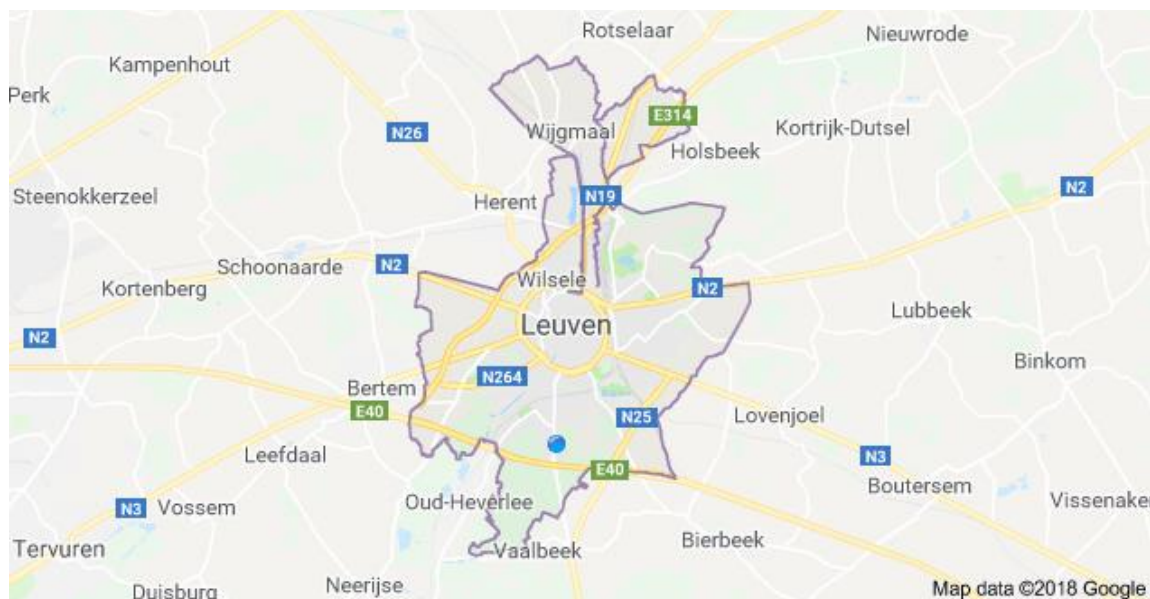 Rotselaar
Nieuwrode
Kampenhout
Perk
E314
N26
Wijgmaal
Kortrijk-Dutsel
Holsbeek
N2
Steenokkerzeel
N19
Herent
Schoonaarde
N2
Wilsele
Kortenberg
N2
Lubbeek
N2
Leuven
Binkom
N264
Bertem
E40
N25
Lovenjoel
Leefdaal
N3
E40
Boutersem
Oud-Heverlee
Vissenake
N3
Vossem
Bierbeek
Tervuren
Vaalbeek
Neerijse
Duisburg
Map data ©2018 Google